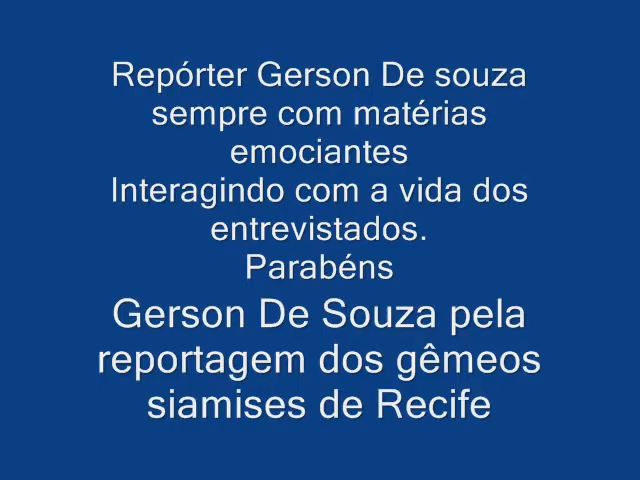 Repórter Gerson De souza
sempre com matérias
emociantes
Interagindo com a vida dos
entrevistados.
Parabéns
Gerson De Souza pela
reportagem dos gêmeos
siamises de Recife